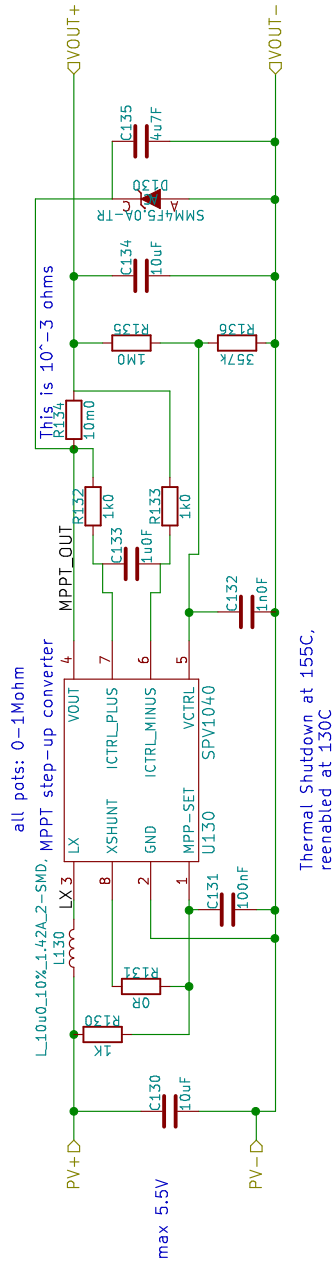 all pots: 0-1Mohm
MPPT step-up converter
This is 10^-3 ohms
L_10u0_10%_1.42A_2-SMD,
L130
LX
MPPT_OUT
PV+
PV-
max 5.5V
C130
10uF
R130
1K
R131
0R
C131
100nF
3
8
2
1
LX
XSHUNT
GND
MPP-SET
U130
SPV1040
VOUT
ICTRL_PLUS
ICTRL_MINUS
VCTRL
4
7
6
5
R132
1k0
C133
1u0F
R133
1k0
C132
1n0F
R134
10m0
R135
1M0
R136
357k
C134
10uF
D130
SMM4F5.0A-TR
A
C
C135
4u7F
VOUT+
VOUT-
Thermal Shutdown at 155C,
reenabled at 130C